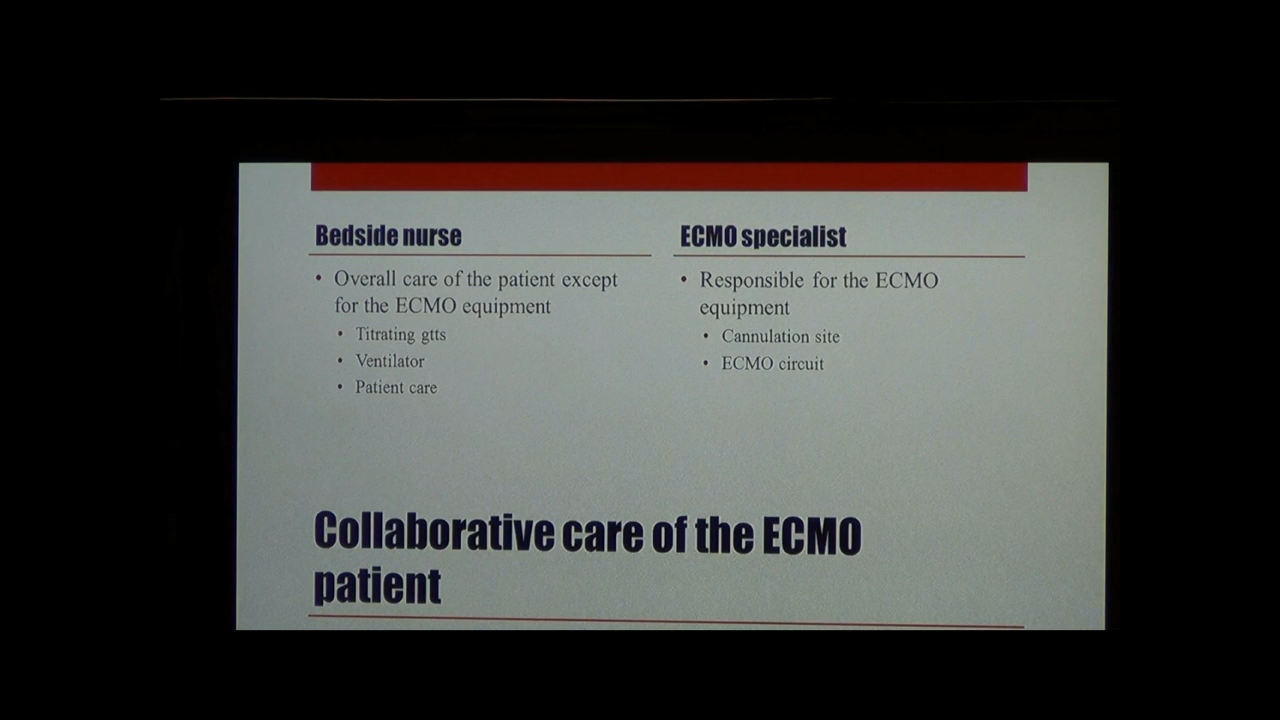 Bedside nurse
• Overall care of the patient except
for the ECMO equipment
• Titrating gtts
• Ventilator
• Patient care
ECMO specialist
• Responsible for the ECMO
equipment
• Cannulation site
• ECMO circuit
Collaborative care of the ECMO
patient